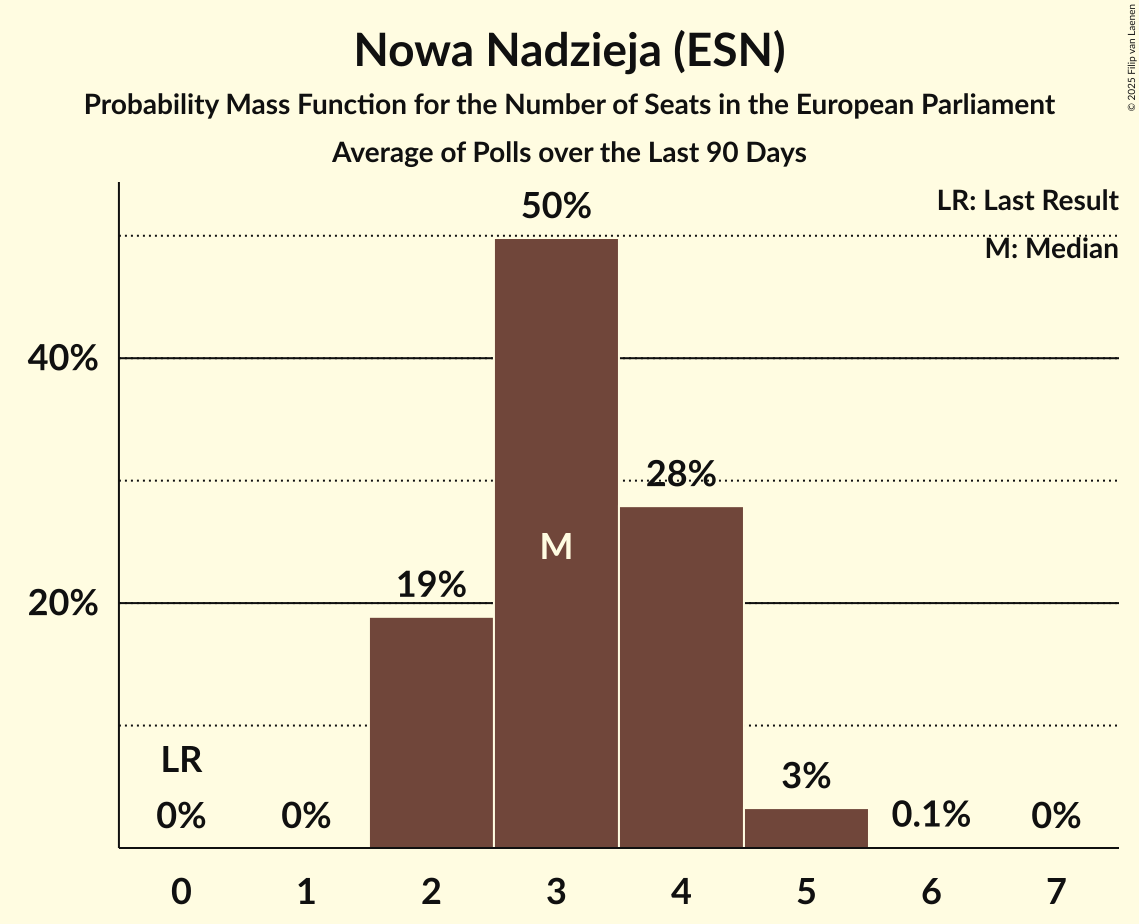 Nowa Nadzieja (ESN)
Probability Mass Function for the Number of Seats in the European Parliament
Average of Polls over the Last 90 Days
© 2025 Filip van Laenen
LR: Last Result
M: Median
50%
40%
28%
M
19%
20%
LR
3%
0%
0%
0.1%
0%
0
1
2
3
4
5
6
7